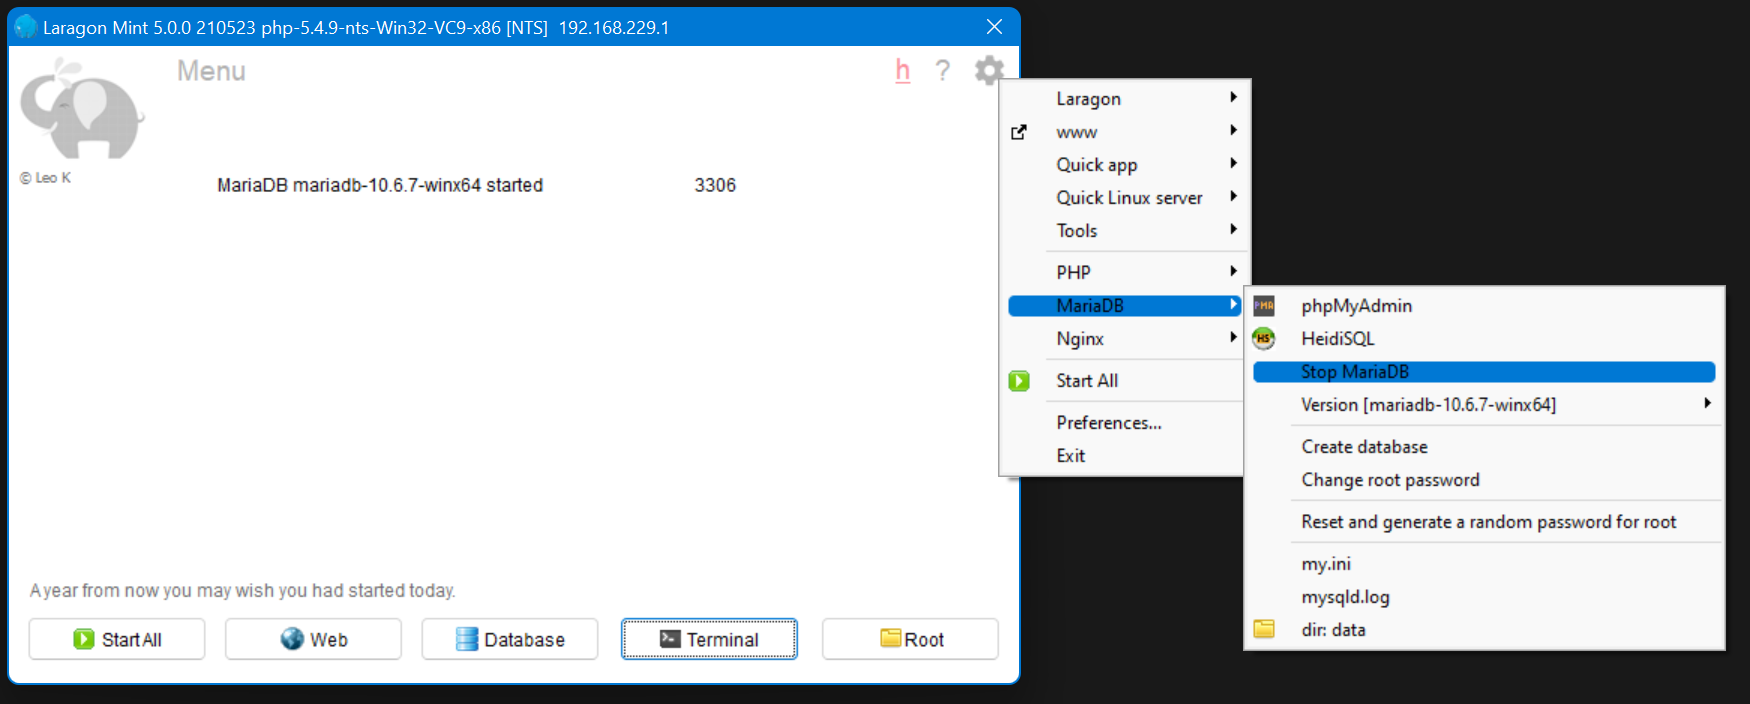 Laragon Mint 5.0.0 210523 php-5.4.9-nts-Win32-VC9-x86 [NTS]  192.168.229.1
Menu
h
?
© Leo K
MariaDB mariadb-10.6.7-winx64 started 3306
A year from now you may wish you had started today.
Start All
Web
Database
Terminal
Root
Laragon
www
Quick app
Quick Linux server
Tools
PHP
MariaDB
Nginx
Start All
Preferences...
Exit
PMA phpMyAdmin
HS HeidiSQL
Stop MariaDB
Version [mariadb-10.6.7-winx64]
Create database
Change root password
Reset and generate a random password for root
my.ini
mysqld.log
dir: data